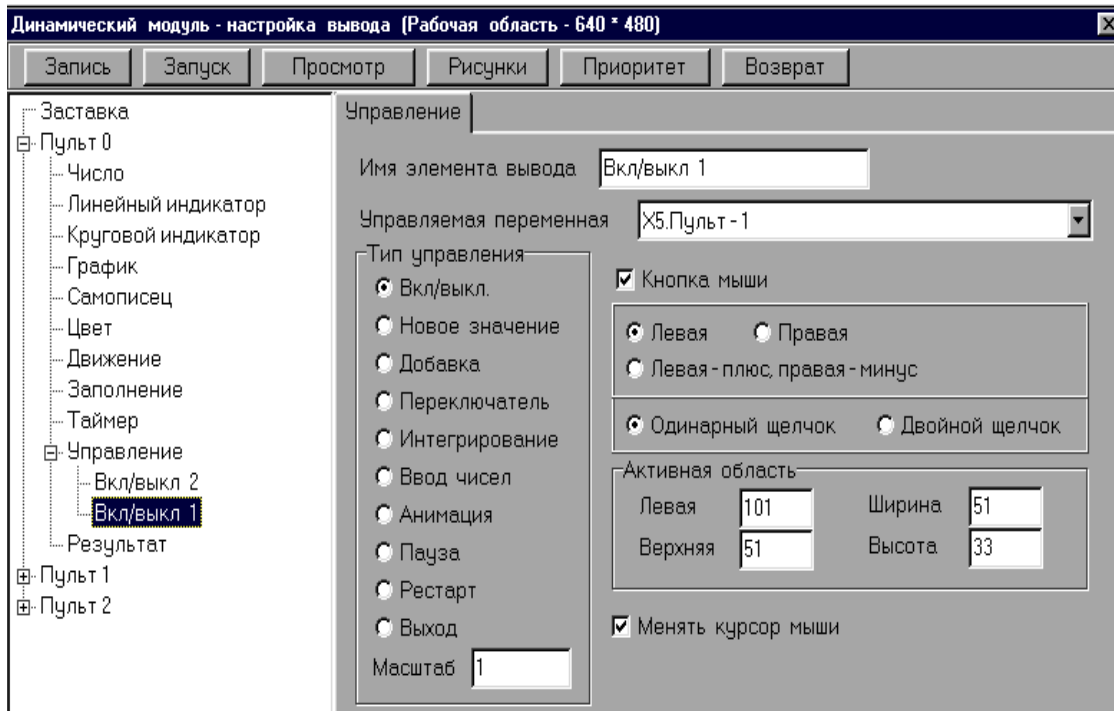 Динамический модуль - настройка вывода (Рабочая область - 640 * 480)
Запись Запуск Просмотр Рисунки Приоритет Возврат
Заставка
Пульт 0
Число
Линейный индикатор
Круговой индикатор
График
Самописец
Цвет
Движение
Заполнение
Таймер
Управление
Вкл/выкл 2
Вкл/выкл 1
Результат
Пульт 1
Пульт 2
Управление
Имя элемента вывода Вкл/выкл 1
Управляемая переменная X5.Пульт - 1
Тип управления
Вкл/выкл.
Новое значение
Добавка
Переключатель
Интегрирование
Ввод чисел
Анимация
Пауза
Рестарт
Выход
Масштаб 1
Кнопка мыши
Левая Правая
Левая - плюс, правая - минус
Одинарный щелчок Двойной щелчок
Активная область
Левая 101 Ширина 51
Верхняя 51 Высота 33
Менять курсор мыши